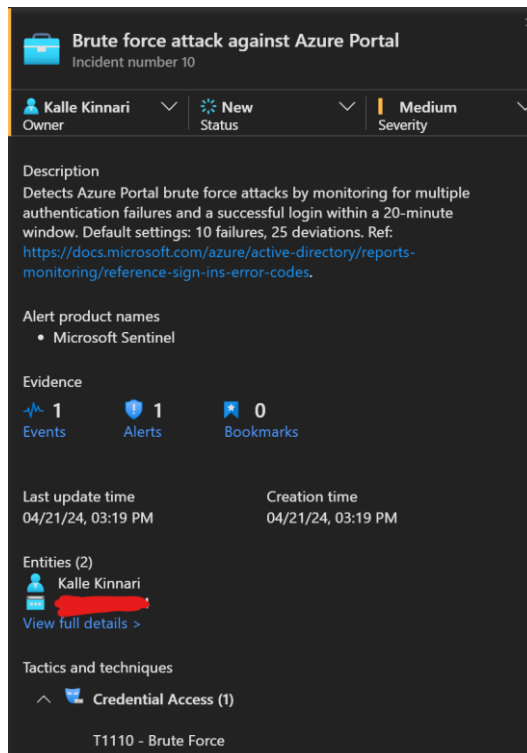 Brute force attack against Azure Portal
Incident number 10
Kalle Kinnari
Owner
New
Status
Medium
Severity
Description
Detects Azure Portal brute force attacks by monitoring for multiple
authentication failures and a successful login within a 20-minute
window. Default settings: 10 failures, 25 deviations. Ref:
https://docs.microsoft.com/azure/active-directory/reports-
monitoring/reference-sign-ins-error-codes.
Alert product names
• Microsoft Sentinel
Evidence
1
Events
1
Alerts
0
Bookmarks
Last update time
04/21/24, 03:19 PM
Creation time
04/21/24, 03:19 PM
Entities (2)
Kalle Kinnari
View full details >
Tactics and techniques
Credential Access (1)
T1110 - Brute Force